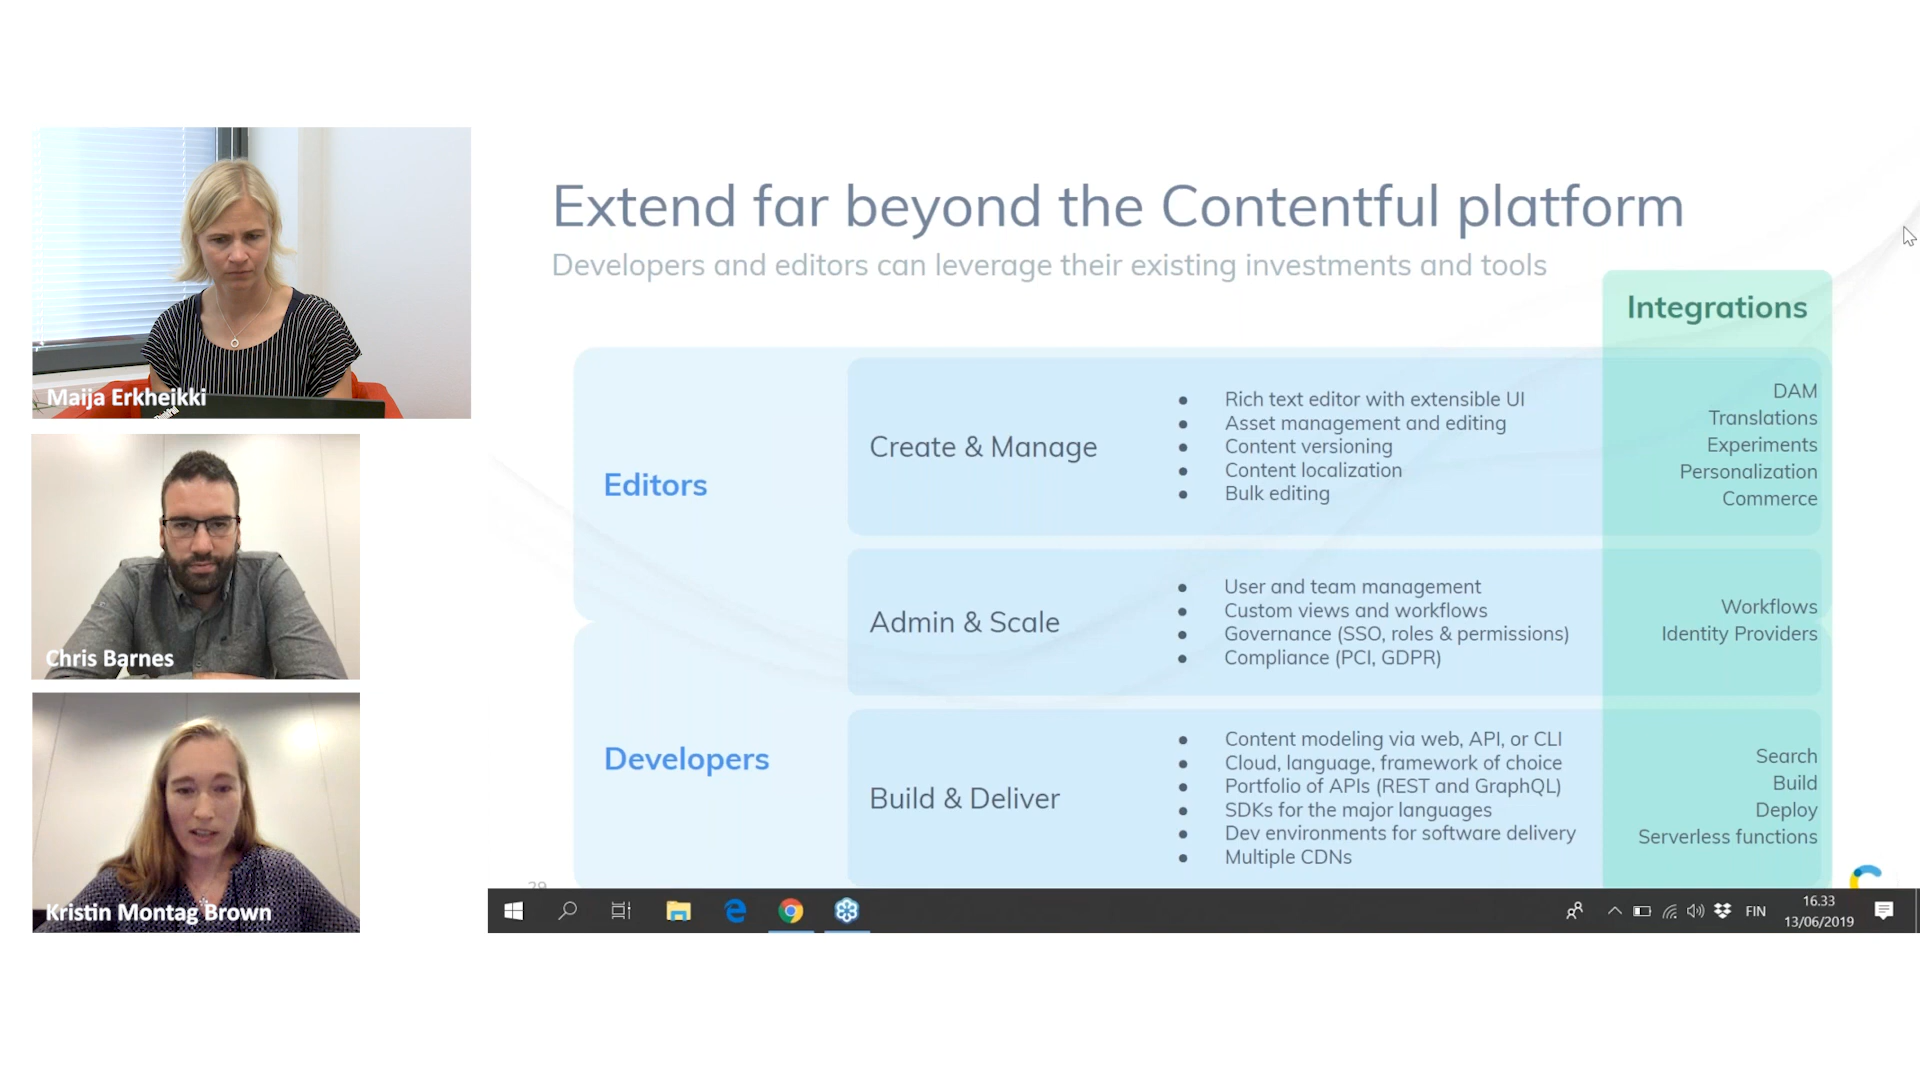 Maija Erkheikki
Chris Barnes
Kristin Montag Brown
Extend far beyond the Contentful platform
Developers and editors can leverage their existing investments and tools
Integrations
Editors
Developers
Create & Manage
Rich text editor with extensible UI
Asset management and editing
Content versioning
Content localization
Bulk editing
DAM
Translations
Experiments
Personalization
Commerce
Admin & Scale
User and team management
Custom views and workflows
Governance (SSO, roles & permissions)
Compliance (PCI, GDPR)
Workflows
Identity Providers
Build & Deliver
Content modeling via web, API, or CLI
Cloud, language, framework of choice
Portfolio of APIs (REST and GraphQL)
SDKs for the major languages
Dev environments for software delivery
Multiple CDNs
Search
Build
Deploy
Serverless functions
FIN
16.33
13/06/2019